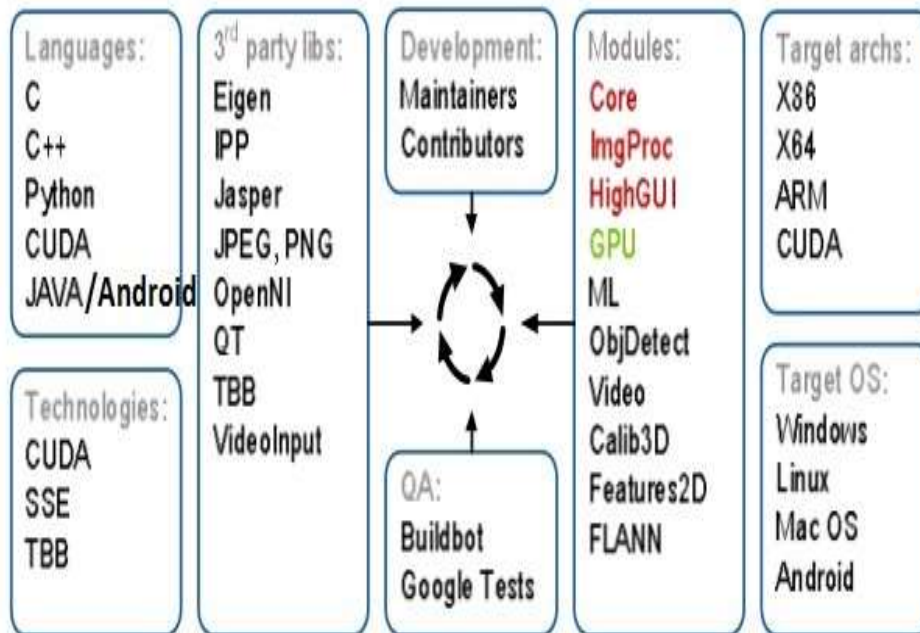 Languages:
C
C++
Python
CUDA
JAVA/Android
Technologies:
CUDA
SSE
TBB
3rd party libs:
Eigen
IPP
Jasper
JPEG, PNG
OpenNI
QT
TBB
VideoInput
Development:
Maintainers
Contributors
QA:
Buildbot
Google Tests
Modules:
Core
ImgProc
HighGUI
GPU
ML
ObjDetect
Video
Calib3D
Features2D
FLANN
Target archs:
X86
X64
ARM
CUDA
Target OS:
Windows
Linux
Mac OS
Android